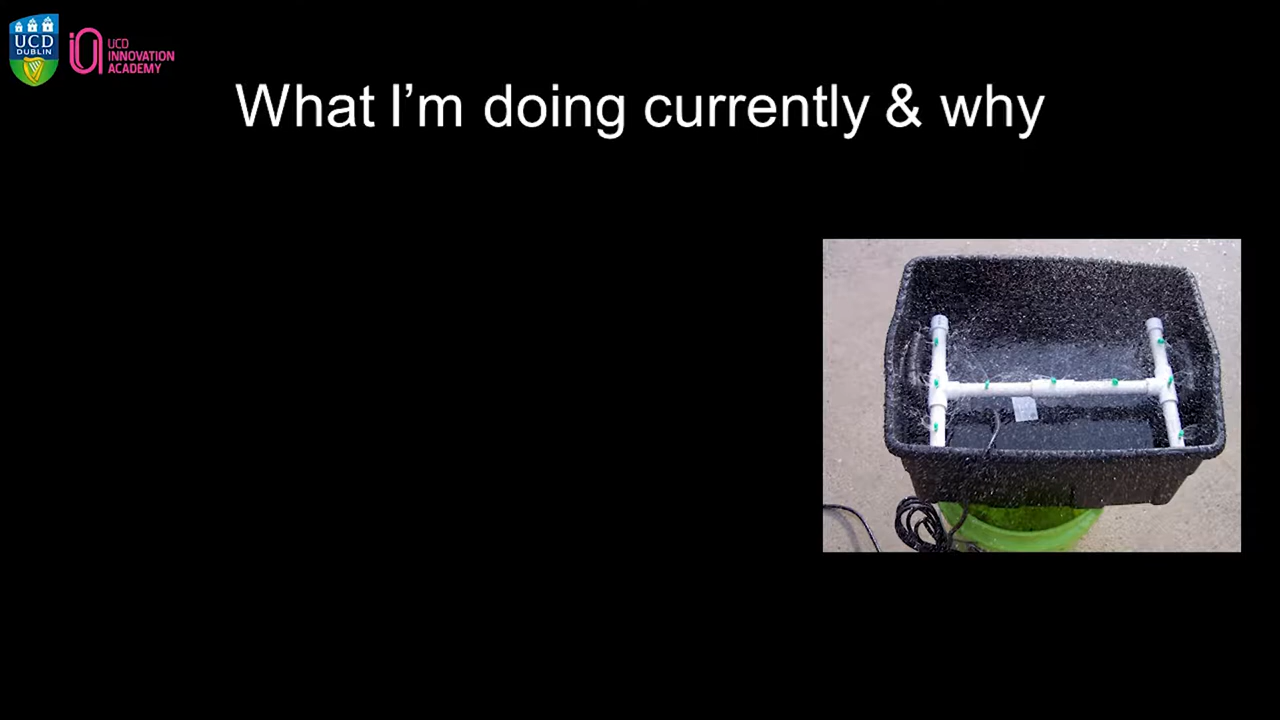 UCD
DUBLIN
UCD
INNOVATION
ACADEMY
What I’m doing currently & why